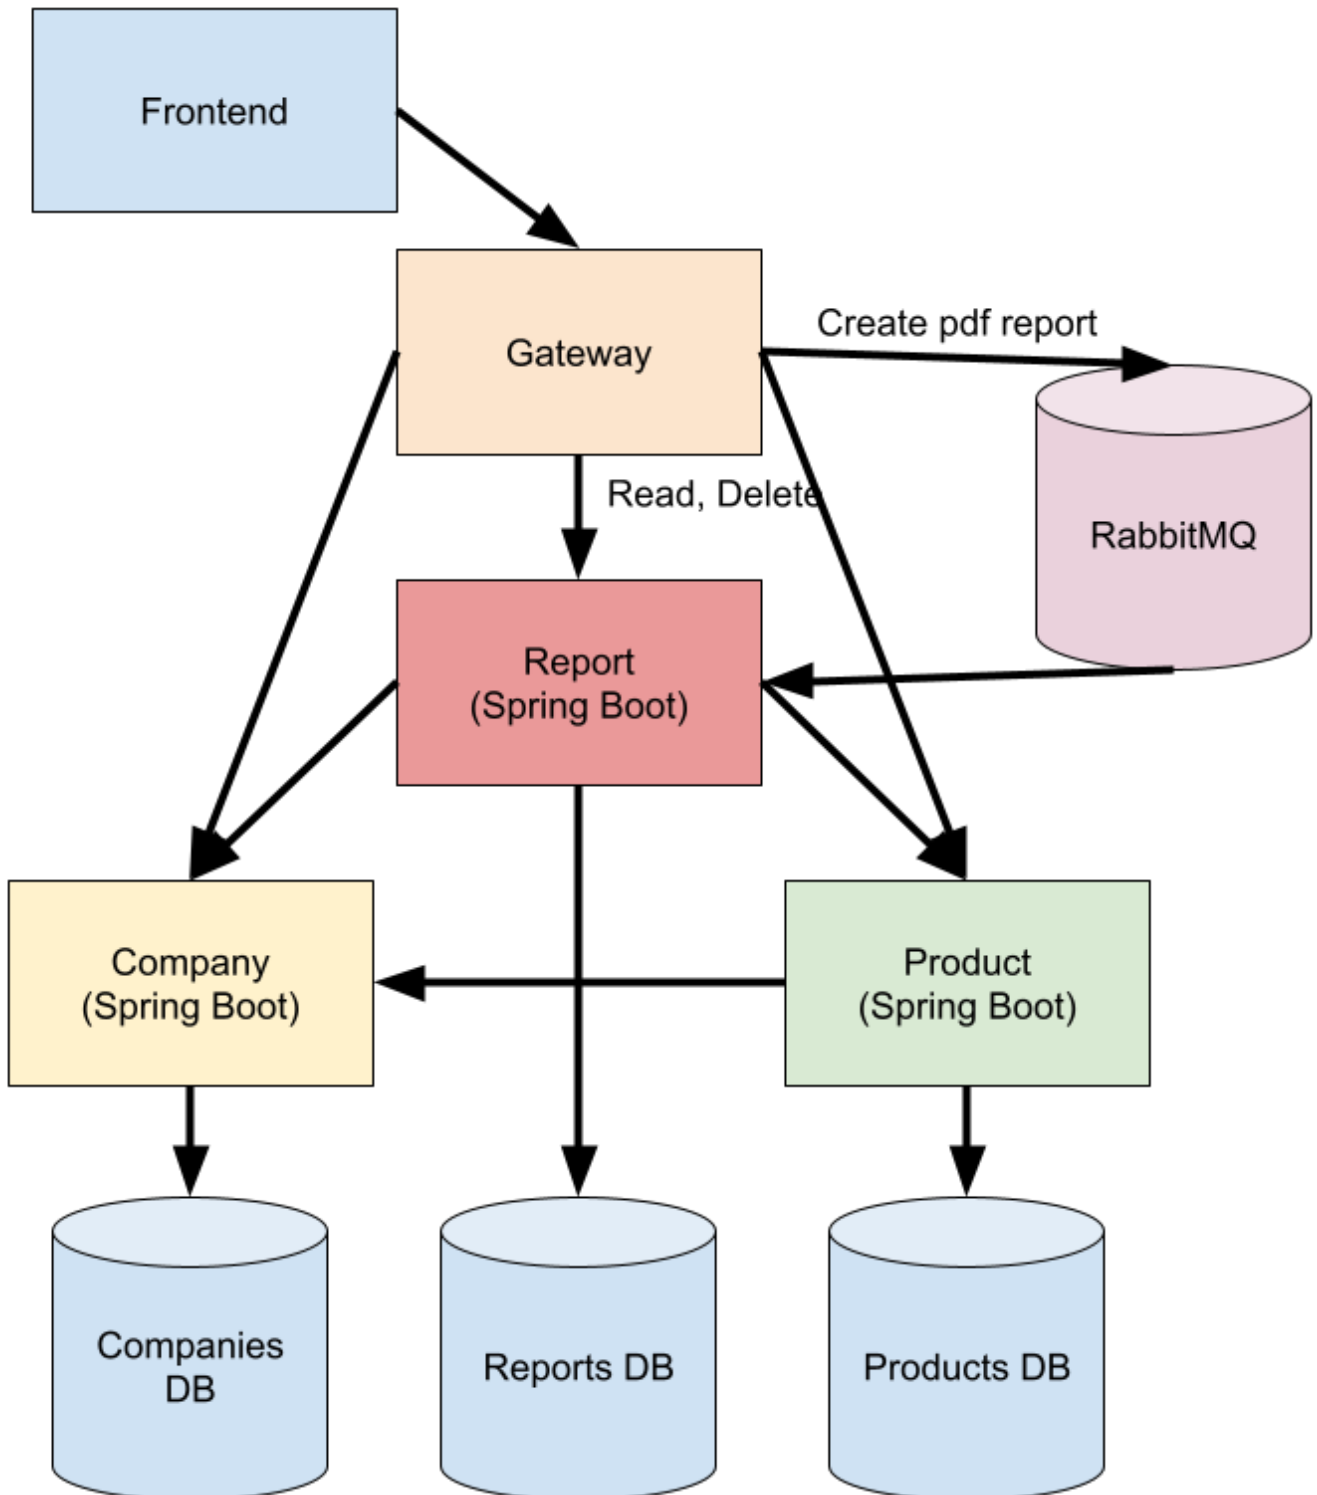 Frontend
Gateway
Create pdf report
Read, Delete
RabbitMQ
Report
(Spring Boot)
Company
(Spring Boot)
Product
(Spring Boot)
Companies
DB
Reports DB
Products DB